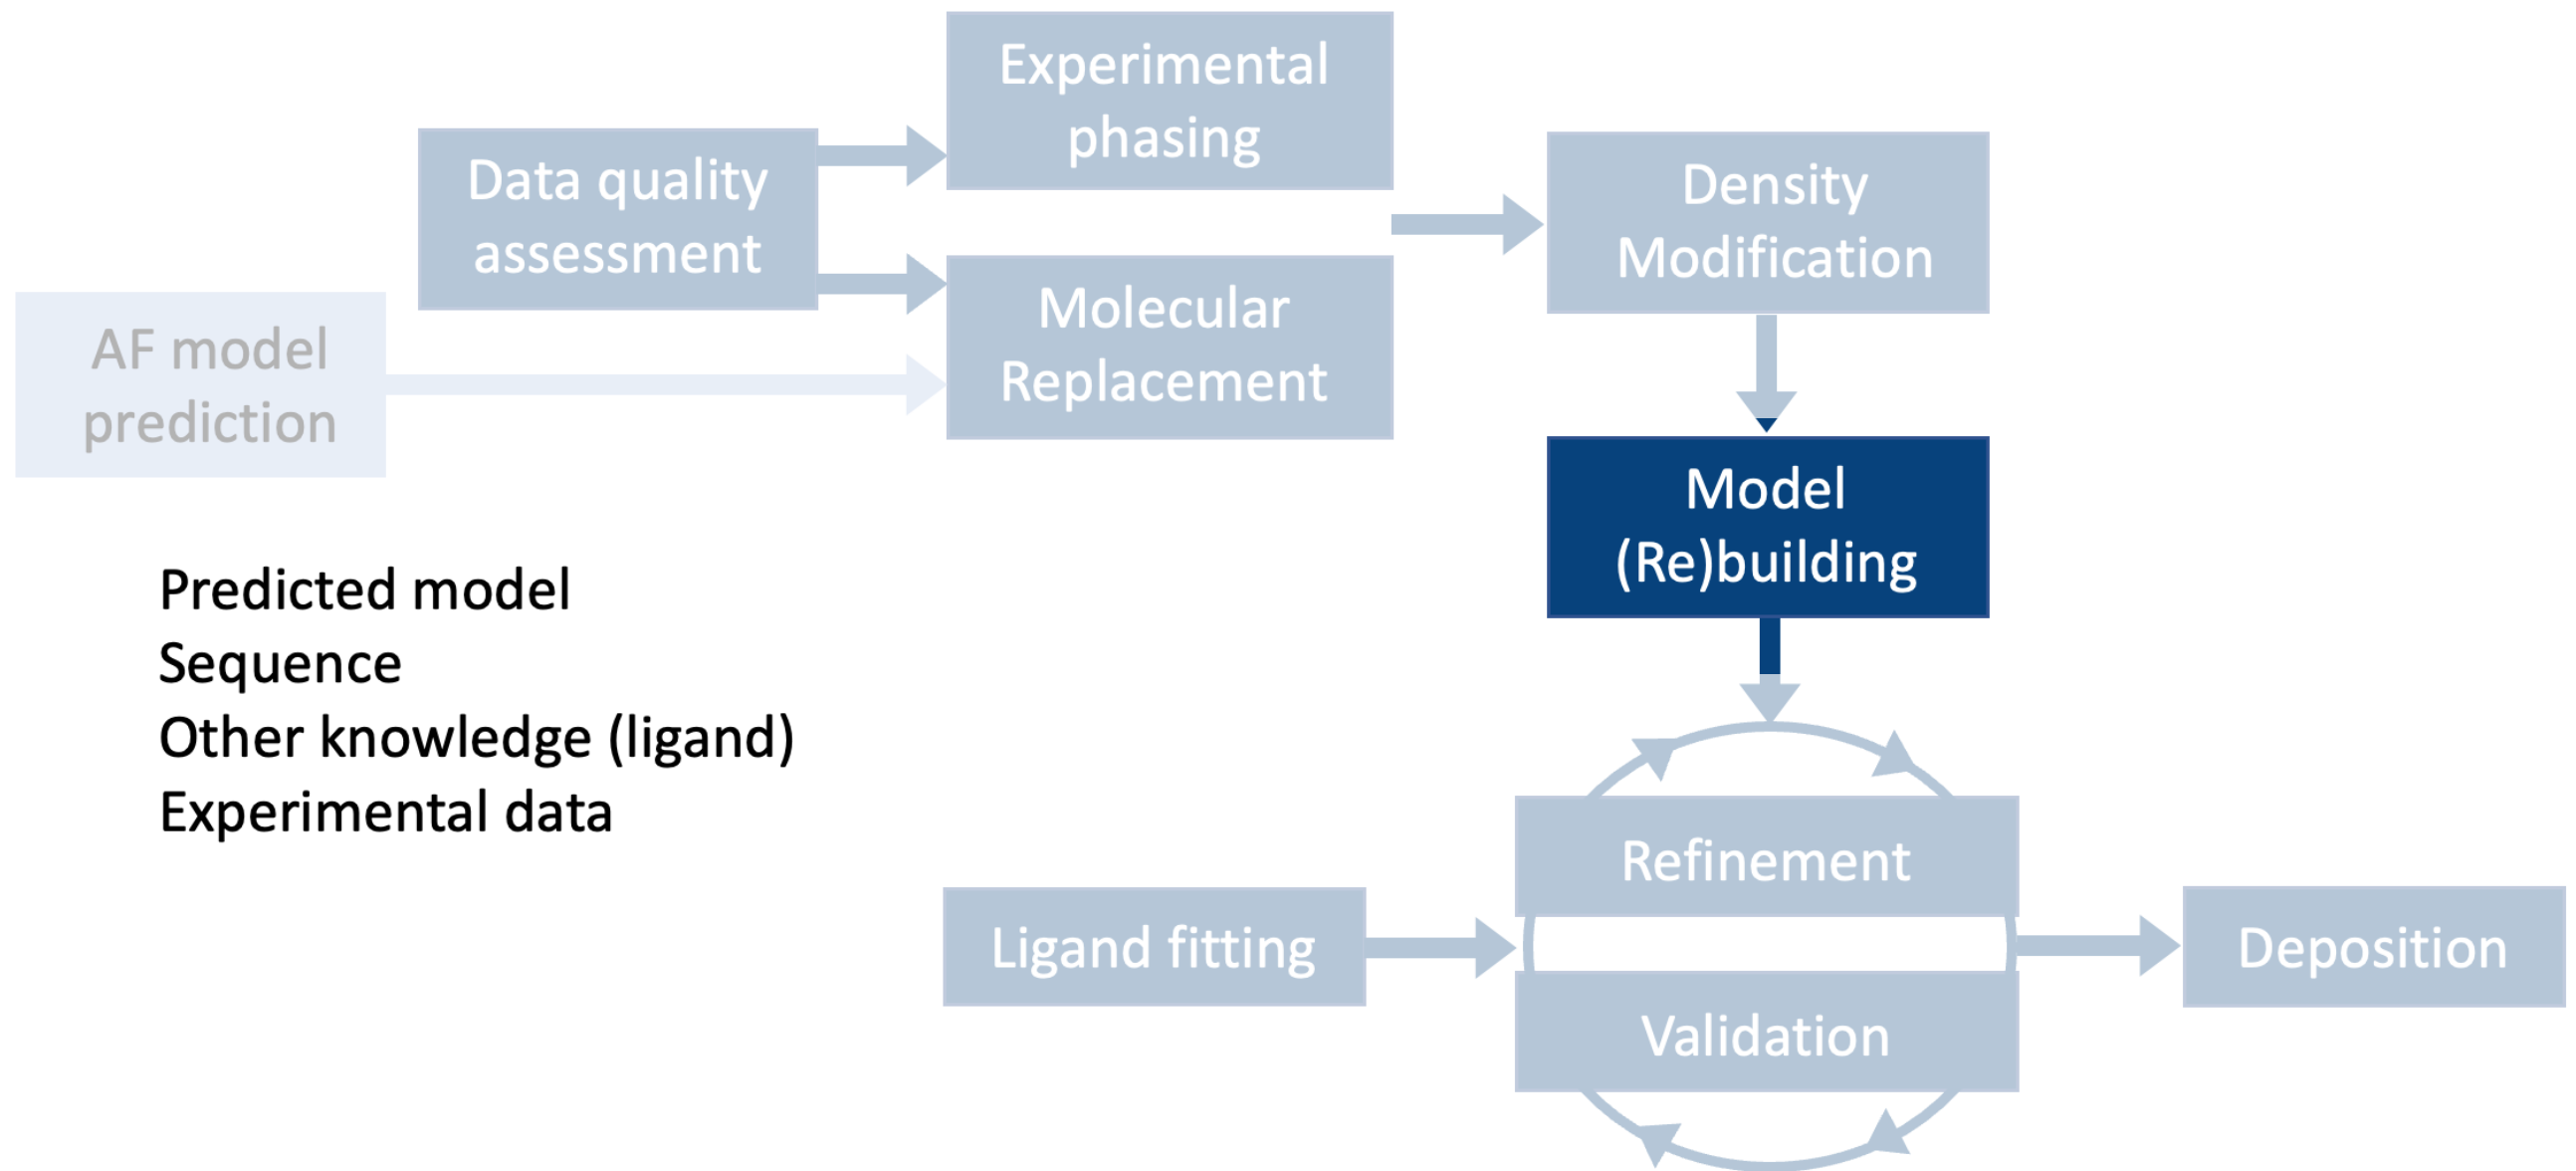 Experimental
phasing
Data quality
assessment
Density
Modification
Molecular
Replacement
AF model
prediction
Model
(Re)building
Predicted model
Sequence
Other knowledge (ligand)
Experimental data
Refinement
Ligand fitting
Deposition
Validation